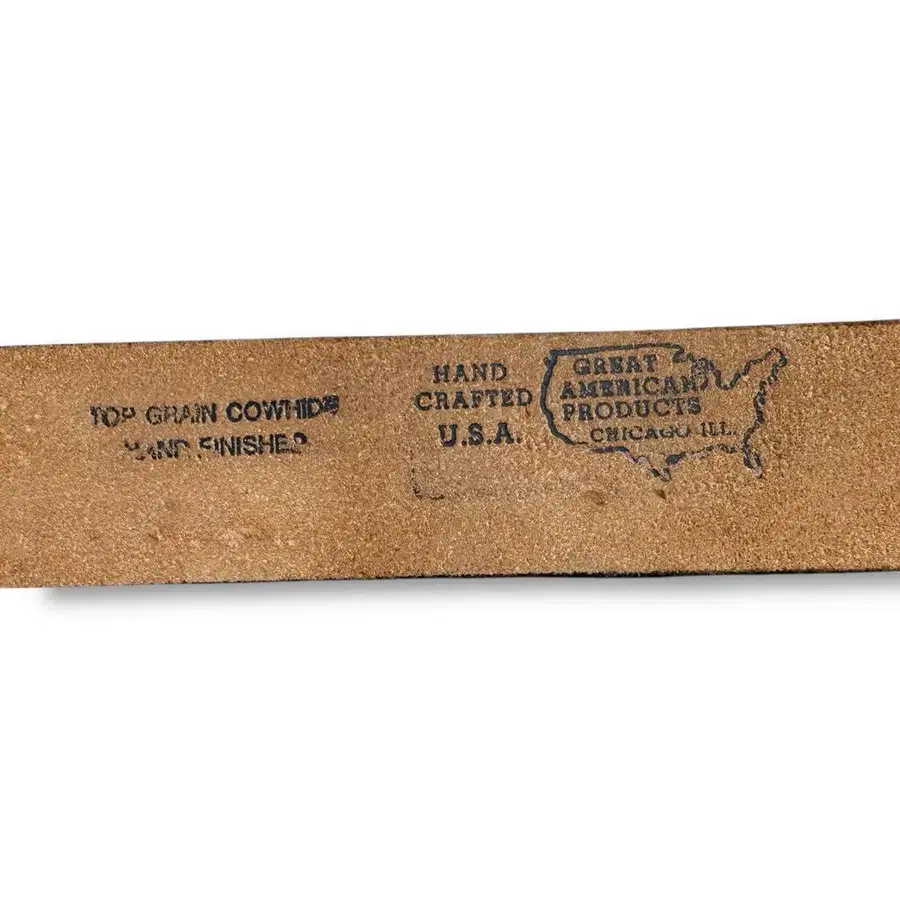 TOP GRAIN COWHIDE
HAND FINISHED
HAND
CRAFTED
U.S.A.
GREAT
AMERICAN
PRODUCTS
CHICAGO ILL.